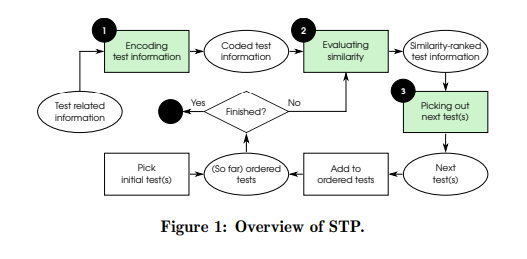 1
Encoding
test information
Coded test
information
2
Evaluating
similarity
Similarity-ranked
test information
Test related
information
Yes
Finished?
No
3
Picking out
next test(s)
Pick
initial test(s)
(So far) ordered
tests
Add to
ordered tests
Next
test(s)
Figure 1: Overview of STP.